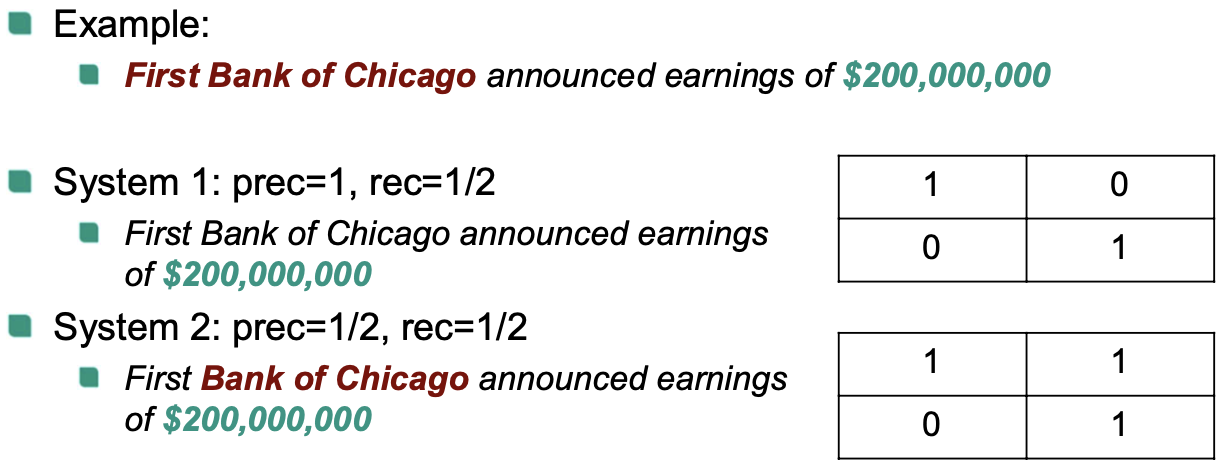 Example:
First Bank of Chicago announced earnings of $200,000,000
System 1: prec=1, rec=1/2
First Bank of Chicago announced earnings
of $200,000,000
1 0
0 1
System 2: prec=1/2, rec=1/2
First Bank of Chicago announced earnings
of $200,000,000
1 1
0 1